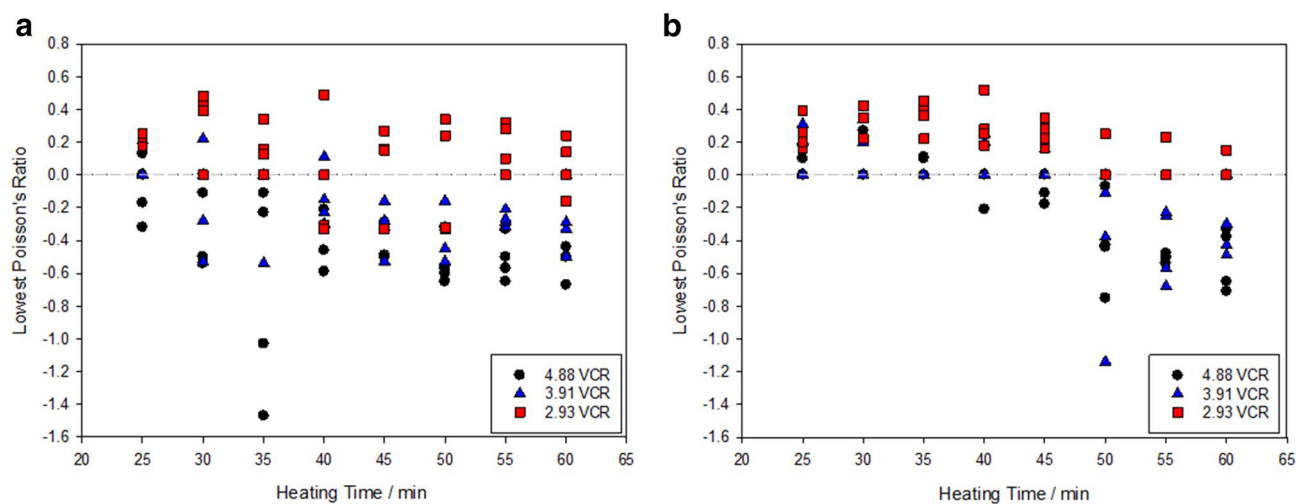 a
0.8
0.6
0.4
0.2
0.0
-0.2
-0.4
-0.6
-0.8
-1.0
-1.2
-1.4
-1.6
Lowest Poisson's Ratio
20 25 30 35 40 45 50 55 60 65
Heating Time / min
4.88 VCR
3.91 VCR
2.93 VCR
b
0.8
0.6
0.4
0.2
0.0
-0.2
-0.4
-0.6
-0.8
-1.0
-1.2
-1.4
-1.6
Lowest Poisson's Ratio
20 25 30 35 40 45 50 55 60 65
Heating Time / min
4.88 VCR
3.91 VCR
2.93 VCR